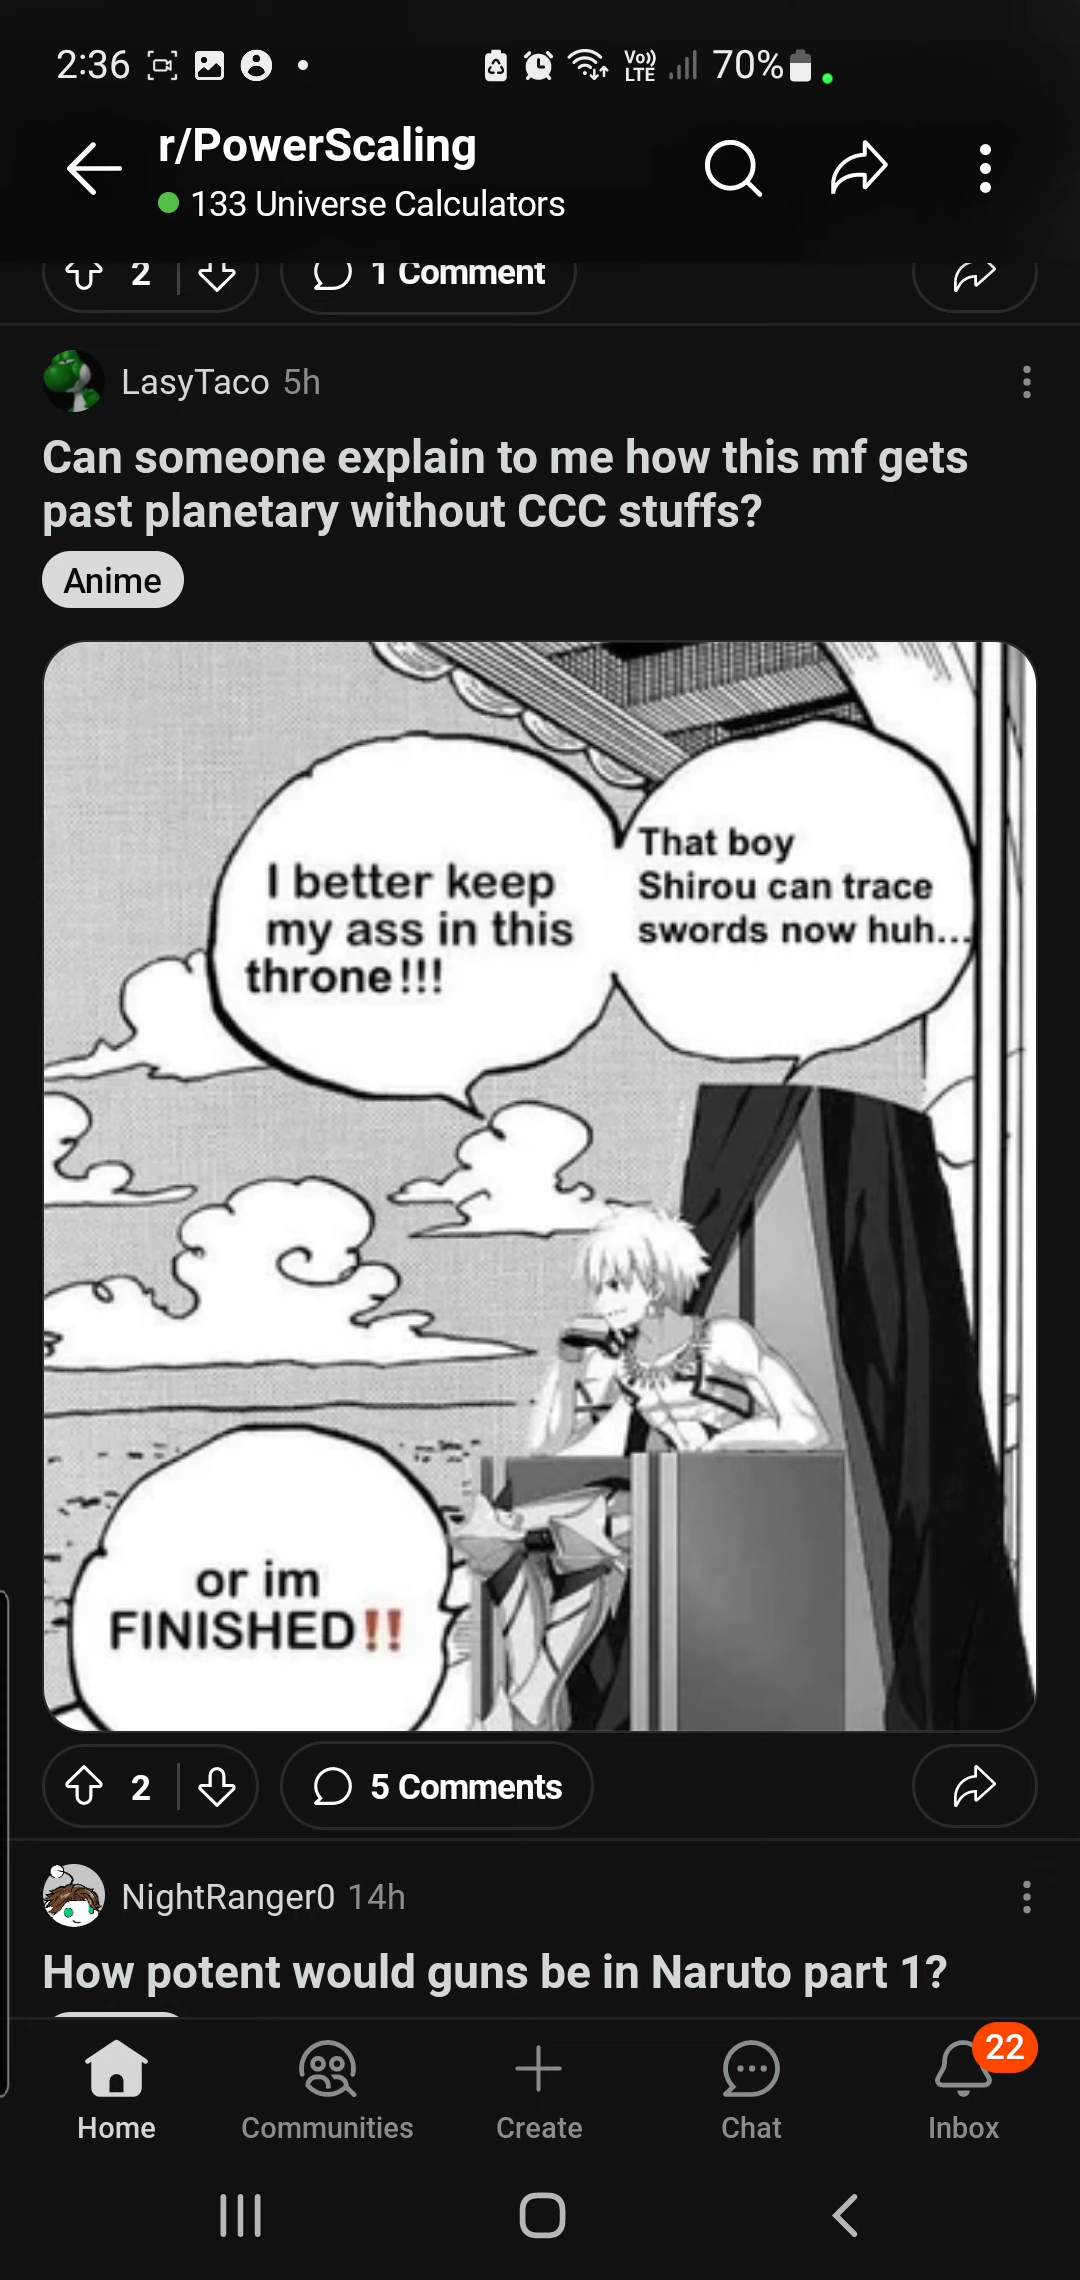 2:36
Vo))
LTE
70%
r/PowerScaling
133 Universe Calculators
2
1 Comment
LasyTaco 5h
Can someone explain to me how this mf gets
past planetary without CCC stuffs?
Anime
I better keep
my ass in this
throne!!!
That boy
Shirou can trace
swords now huh...
or im
FINISHED‼
2
5 Comments
NightRanger0 14h
How potent would guns be in Naruto part 1?
22
Home
Communities
Create
Chat
Inbox